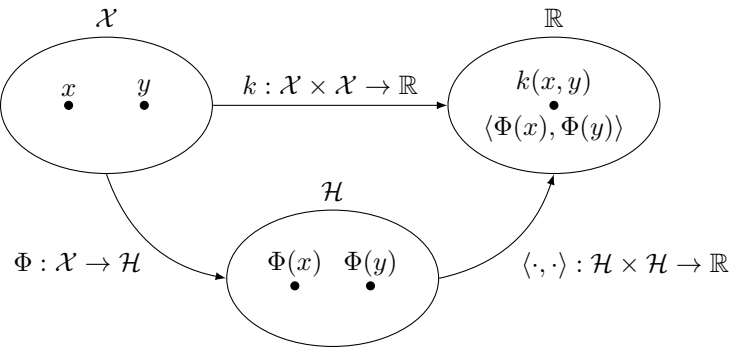 𝒳
ℝ
x
y
k : 𝒳 × 𝒳 → ℝ
k(x, y)
⟨Φ(x), Φ(y)⟩
ℋ
Φ : 𝒳 → ℋ
Φ(x)
Φ(y)
⟨·, ·⟩ : ℋ × ℋ → ℝ